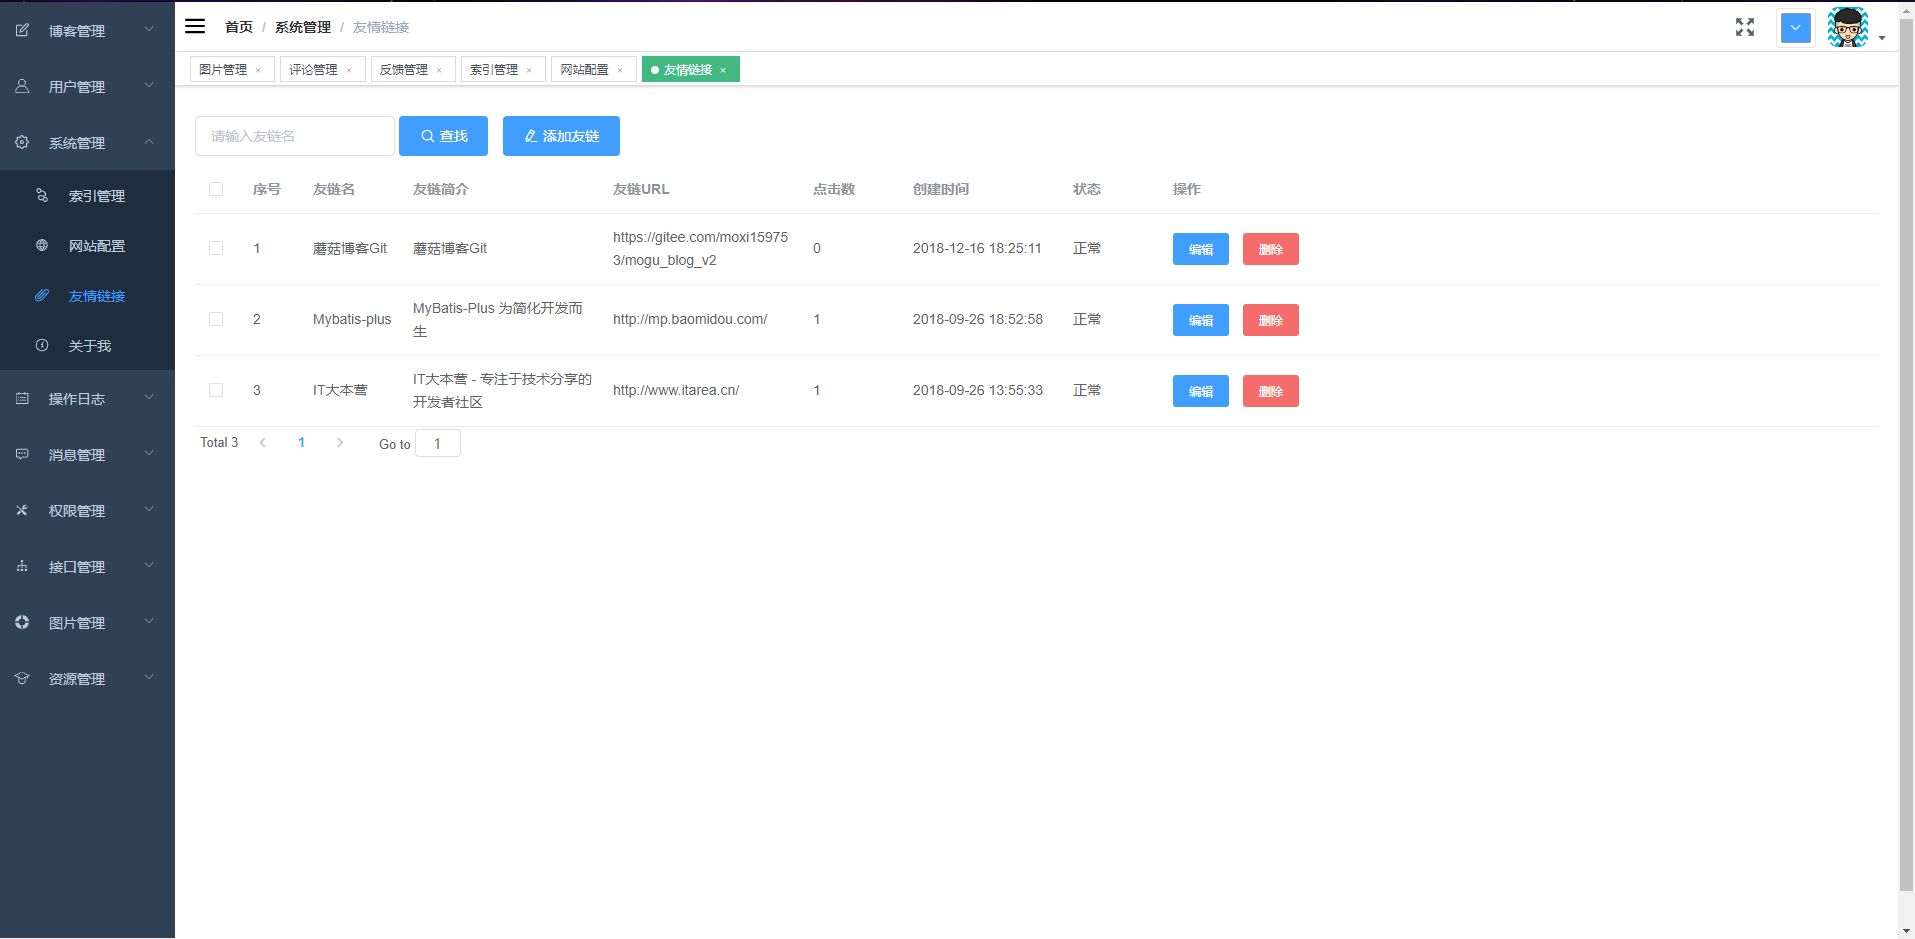 博客管理
用户管理
系统管理
索引管理
网站配置
友情链接
关于我
操作日志
消息管理
权限管理
接口管理
图片管理
资源管理
首页 / 系统管理 / 友情链接
图片管理 × 评论管理 × 反馈管理 × 索引管理 × 网站配置 × 友情链接 ×
请输入友链名 查找 添加友链
序号 友链名 友链简介 友链URL 点击数 创建时间 状态 操作
1 蘑菇博客Git 蘑菇博客Git https://gitee.com/moxi15975 0 2018-12-16 18:25:11 正常 编辑 删除
3/mogu_blog_v2
2 Mybatis-plus MyBatis-Plus 为简化开发而 http://mp.baomidou.com/ 1 2018-09-26 18:52:58 正常 编辑 删除
生
3 IT大本营 IT大本营 - 专注于技术分享的 http://www.itarea.cn/ 1 2018-09-26 13:55:33 正常 编辑 删除
开发者社区
Total 3 1 Go to 1